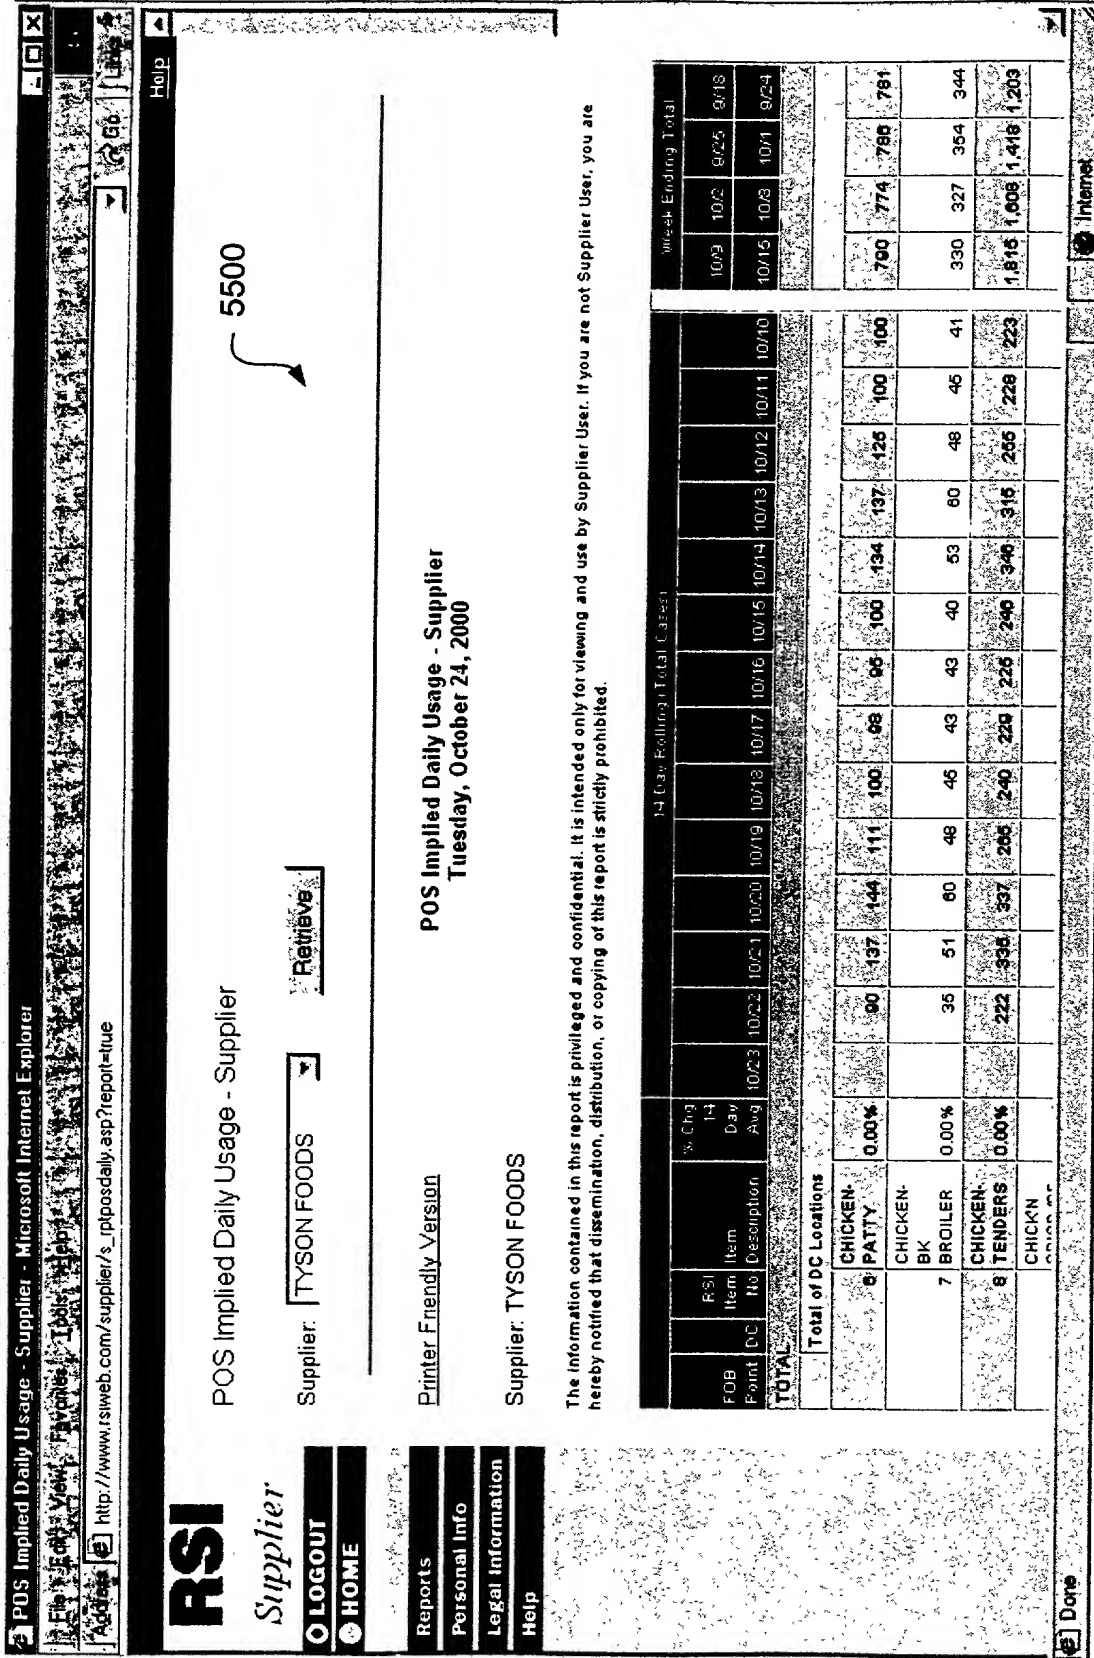 POS Implied Daily Usage - Supplier - Microsoft Internet Explorer
File Edit View Favorites Tools Help
Address http://www.rsiweb.com/supplier/s_rptposdaily.asp?report=true Go Links
Help
RSI
Supplier
LOGOUT
HOME
Reports
Personal Info
Legal Information
Help
POS Implied Daily Usage - Supplier
Supplier: TYSON FOODS Retrieve
5500
Printer Friendly Version
POS Implied Daily Usage - Supplier
Tuesday, October 24, 2000
Supplier: TYSON FOODS
The information contained in this report is privileged and confidential. It is intended only for viewing and use by Supplier User. If you are not Supplier User, you are
hereby notified that dissemination, distribution, or copying of this report is strictly prohibited.
14 Day Rolling (Total Cases) Week Ending Total
% Chg
RSI 14 10/9 10/2 9/25 9/18
FOB Item Item Day
Point DC No Description Avg 10/23 10/22 10/21 10/20 10/19 10/18 10/17 10/16 10/15 10/14 10/13 10/12 10/11 10/10 10/15 10/8 10/1 9/24
TOTAL
Total of DC Locations
CHICKEN-
6 PATTY 0.00% 90 137 144 111 100 98 95 100 134 137 125 100 100 790 774 786 781
CHICKEN-
BK
7 BROILER 0.00% 35 51 60 48 46 43 43 40 53 60 48 45 41 330 327 354 344
CHICKEN-
8 TENDERS 0.00% 222 335 337 265 240 229 225 246 346 315 255 228 223 1,815 1,608 1,418 1,203
CHICKN
Done Internet